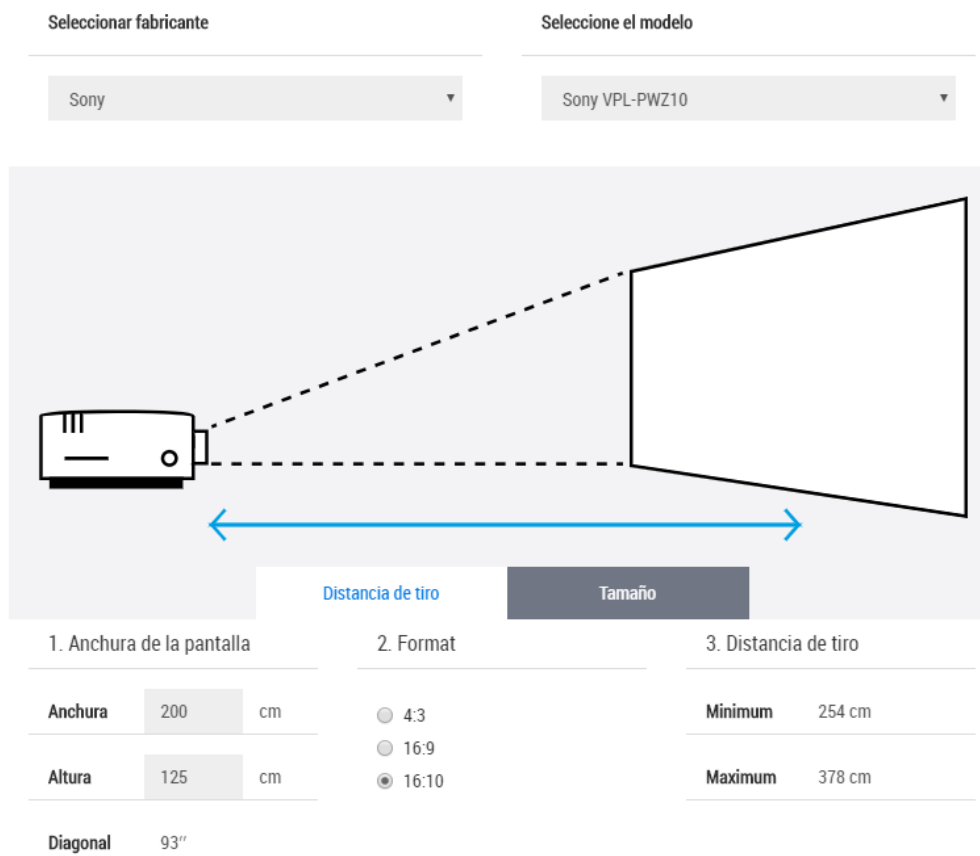 Seleccionar fabricante
Seleccione el modelo
Sony
Sony VPL-PWZ10
Distancia de tiro
Tamaño
1. Anchura de la pantalla
2. Format
3. Distancia de tiro
Anchura 200 cm
4:3
Minimum 254 cm
16:9
Altura 125 cm
16:10
Maximum 378 cm
Diagonal 93′′